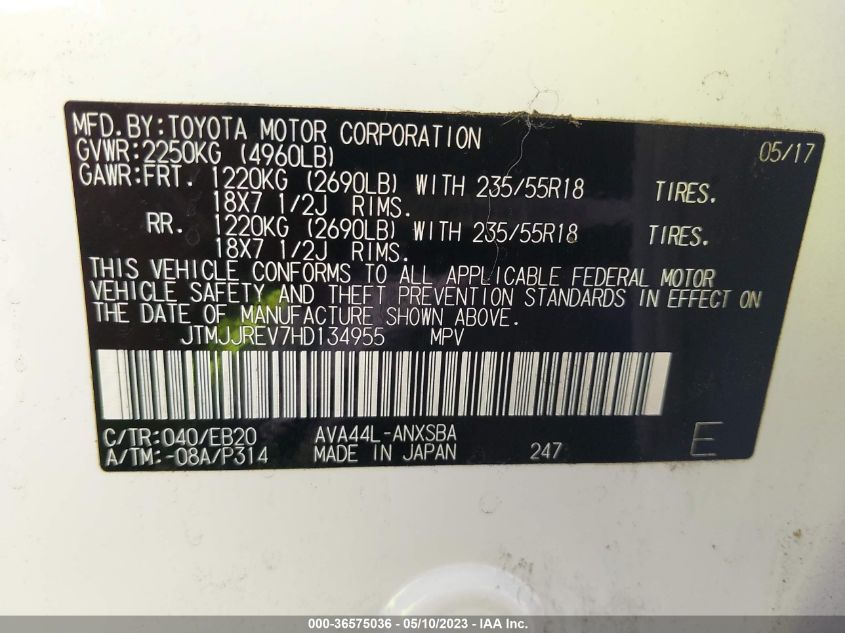 MFD.BY:TOYOTA MOTOR CORPORATION 05/17
GVWR:2250KG (4960LB)
GAWR:FRT. 1220KG (2690LB) WITH 235/55R18 TIRES.
18X7 1/2J RIMS.
RR. 1220KG (2690LB) WITH 235/55R18 TIRES.
18X7 1/2J RIMS.
THIS VEHICLE CONFORMS TO ALL APPLICABLE FEDERAL MOTOR
VEHICLE SAFETY AND THEFT PREVENTION STANDARDS IN EFFECT ON
THE DATE OF MANUFACTURE SHOWN ABOVE.
JTMJJREV7HD134955 MPV
C/TR:040/EB20 AVA44L-ANXSBA
A/TM:-08A/P314 MADE IN JAPAN 247 E
000-36575036 - 05/10/2023 - IAA Inc.